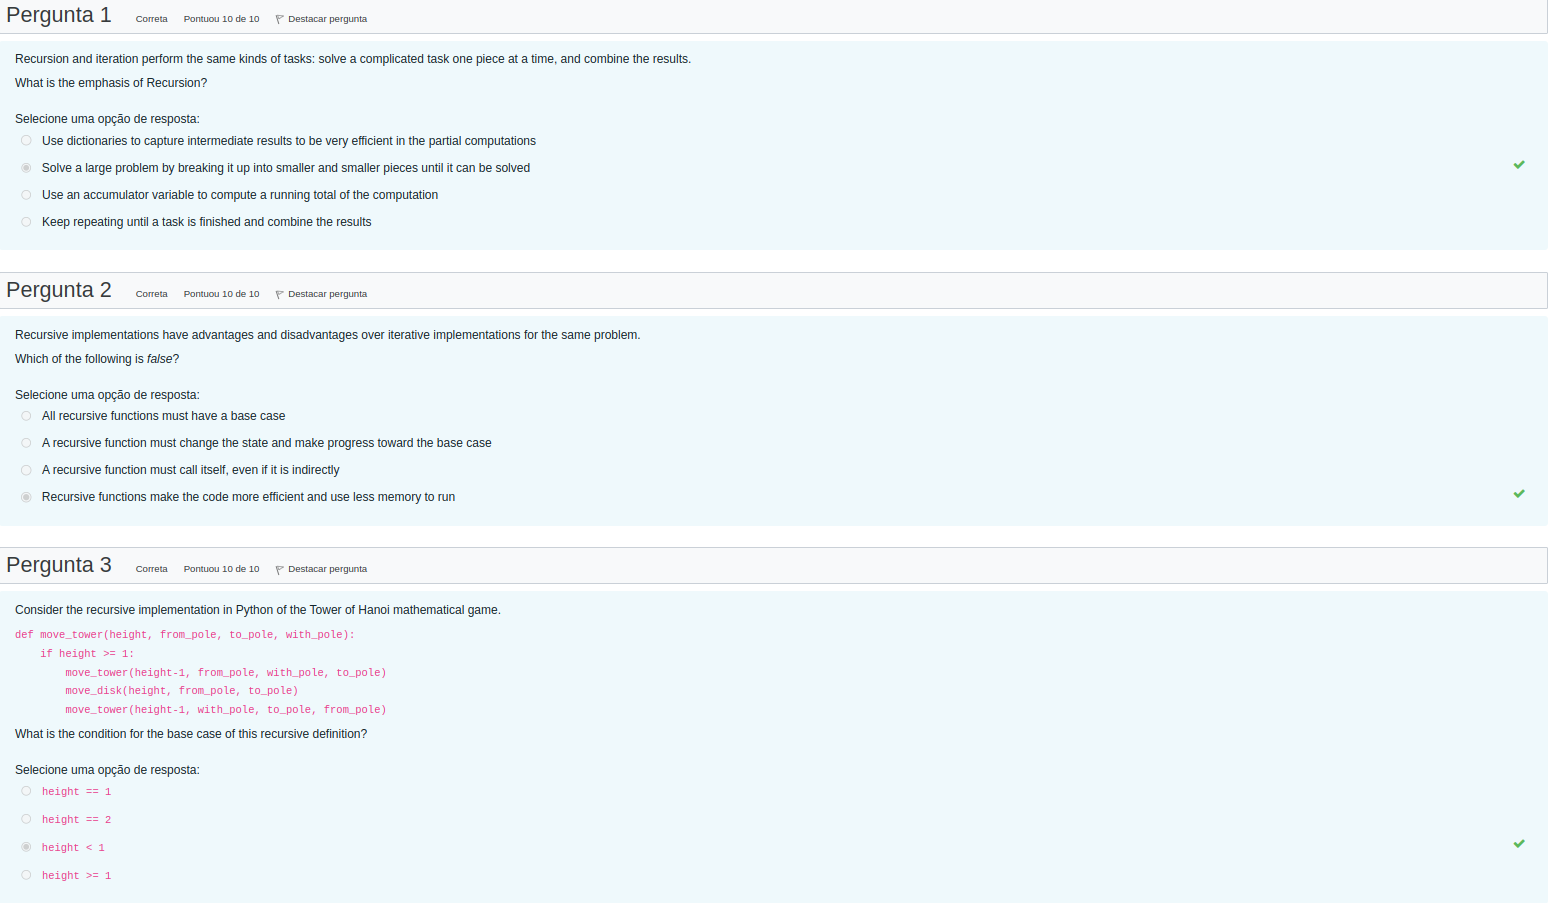 Pergunta 1 Correta Pontuou 10 de 10 Destacar pergunta
Recursion and iteration perform the same kinds of tasks: solve a complicated task one piece at a time, and combine the results.
What is the emphasis of Recursion?
Selecione uma opção de resposta:
Use dictionaries to capture intermediate results to be very efficient in the partial computations
Solve a large problem by breaking it up into smaller and smaller pieces until it can be solved
Use an accumulator variable to compute a running total of the computation
Keep repeating until a task is finished and combine the results
Pergunta 2 Correta Pontuou 10 de 10 Destacar pergunta
Recursive implementations have advantages and disadvantages over iterative implementations for the same problem.
Which of the following is false?
Selecione uma opção de resposta:
All recursive functions must have a base case
A recursive function must change the state and make progress toward the base case
A recursive function must call itself, even if it is indirectly
Recursive functions make the code more efficient and use less memory to run
Pergunta 3 Correta Pontuou 10 de 10 Destacar pergunta
Consider the recursive implementation in Python of the Tower of Hanoi mathematical game.
def move_tower(height, from_pole, to_pole, with_pole):
    if height >= 1:
        move_tower(height-1, from_pole, with_pole, to_pole)
        move_disk(height, from_pole, to_pole)
        move_tower(height-1, with_pole, to_pole, from_pole)
What is the condition for the base case of this recursive definition?
Selecione uma opção de resposta:
height == 1
height == 2
height < 1
height >= 1